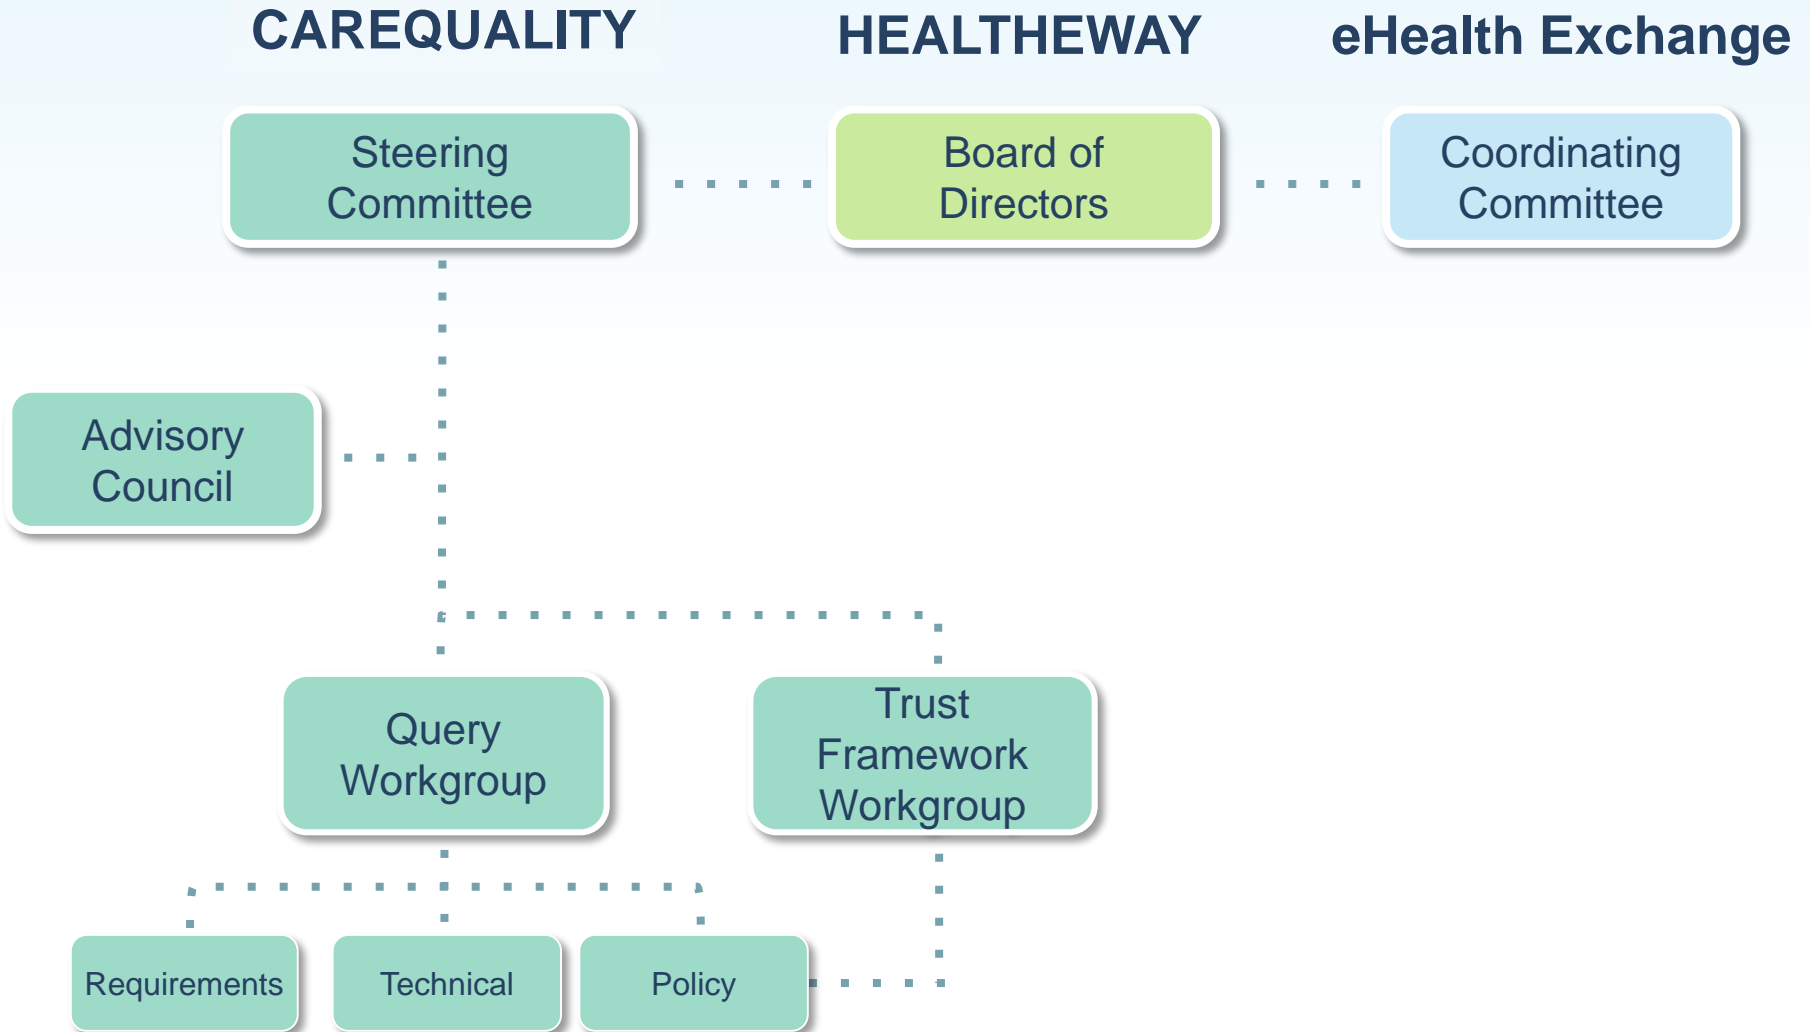 CAREQUALITY
HEALTHEWAY
eHealth Exchange
Steering
Committee
Board of
Directors
Coordinating
Committee
Advisory
Council
Query
Workgroup
Trust
Framework
Workgroup
Requirements
Technical
Policy